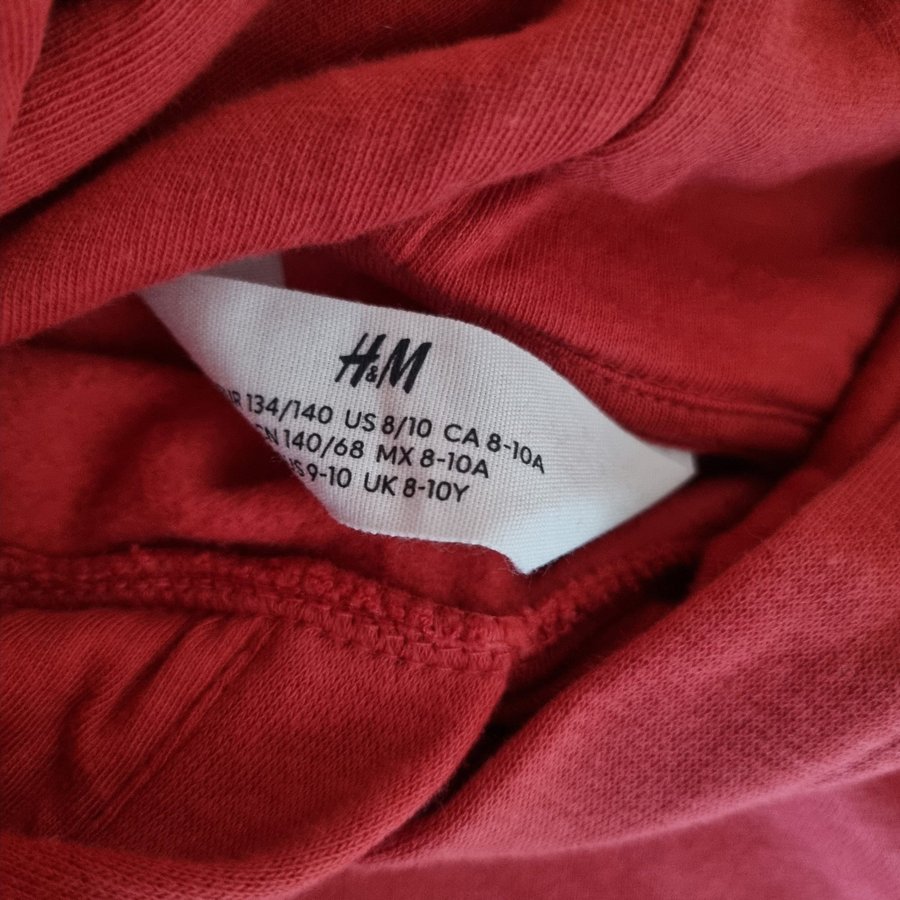 H&M
134/140 US 8/10 CA 8-10A
140/68 MX 8-10A
9-10 UK 8-10Y